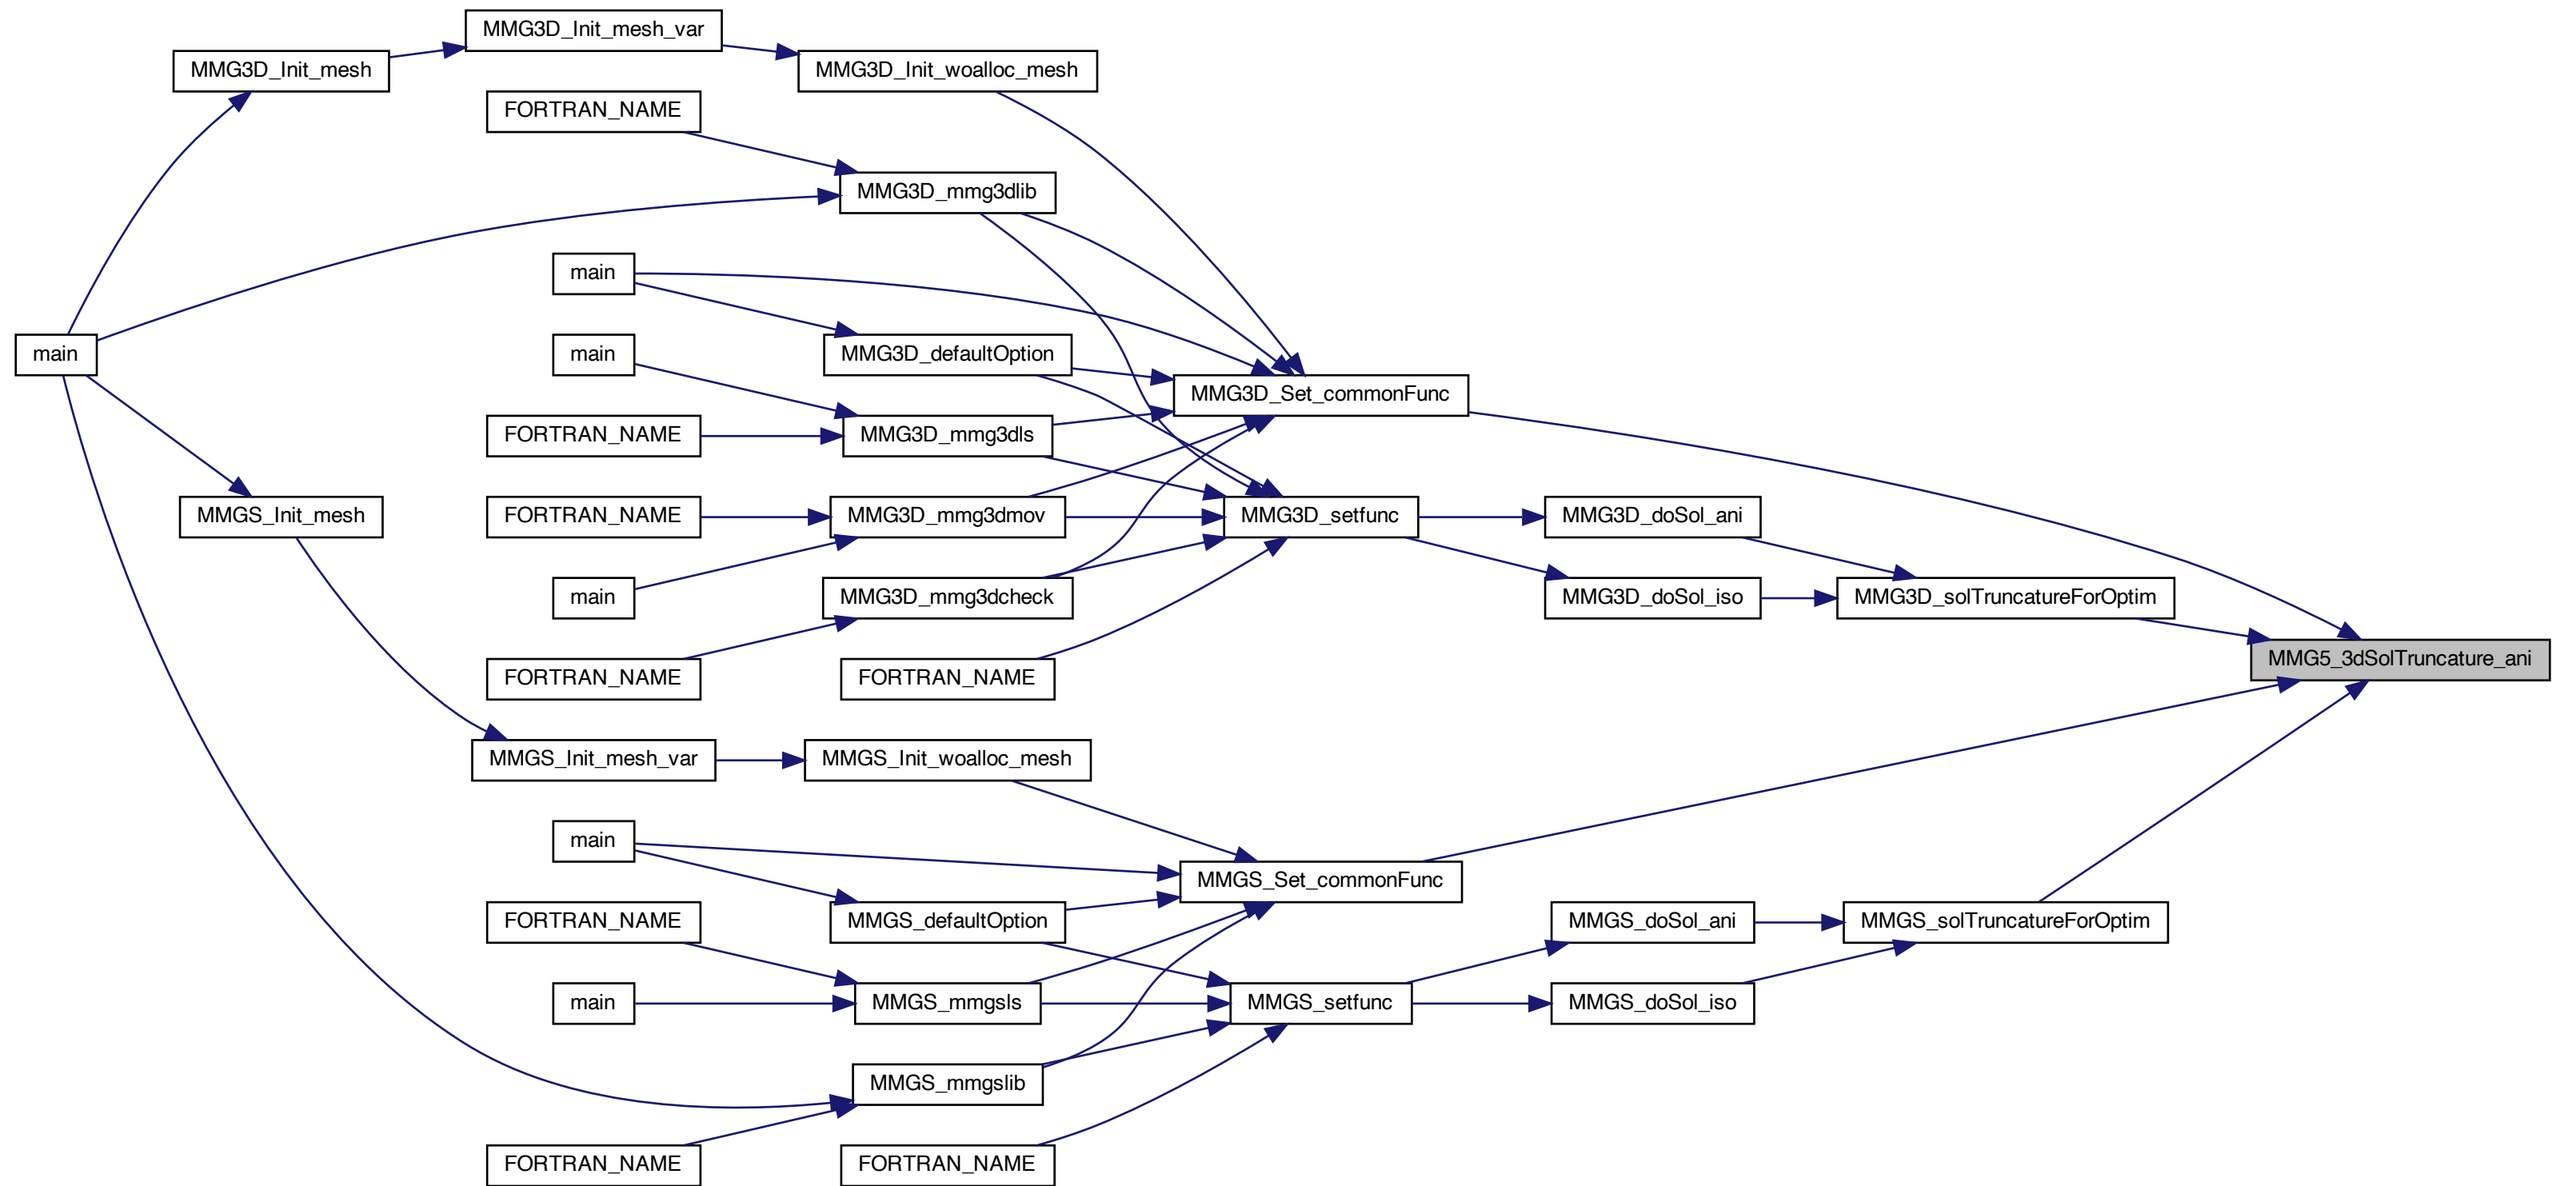 MMG3D_Init_mesh_var
MMG3D_Init_mesh
MMG3D_Init_woalloc_mesh
FORTRAN_NAME
MMG3D_mmg3dlib
main
main
main
MMG3D_defaultOption
MMG3D_Set_commonFunc
FORTRAN_NAME
MMG3D_mmg3dls
MMGS_Init_mesh
FORTRAN_NAME
MMG3D_mmg3dmov
MMG3D_setfunc
MMG3D_doSol_ani
main
MMG3D_mmg3dcheck
MMG3D_doSol_iso
MMG3D_solTruncatureForOptim
FORTRAN_NAME
FORTRAN_NAME
MMG5_3dSolTruncature_ani
MMGS_Init_mesh_var
MMGS_Init_woalloc_mesh
main
MMGS_Set_commonFunc
FORTRAN_NAME
MMGS_defaultOption
MMGS_doSol_ani
MMGS_solTruncatureForOptim
main
MMGS_mmgsls
MMGS_setfunc
MMGS_doSol_iso
MMGS_mmgslib
FORTRAN_NAME
FORTRAN_NAME